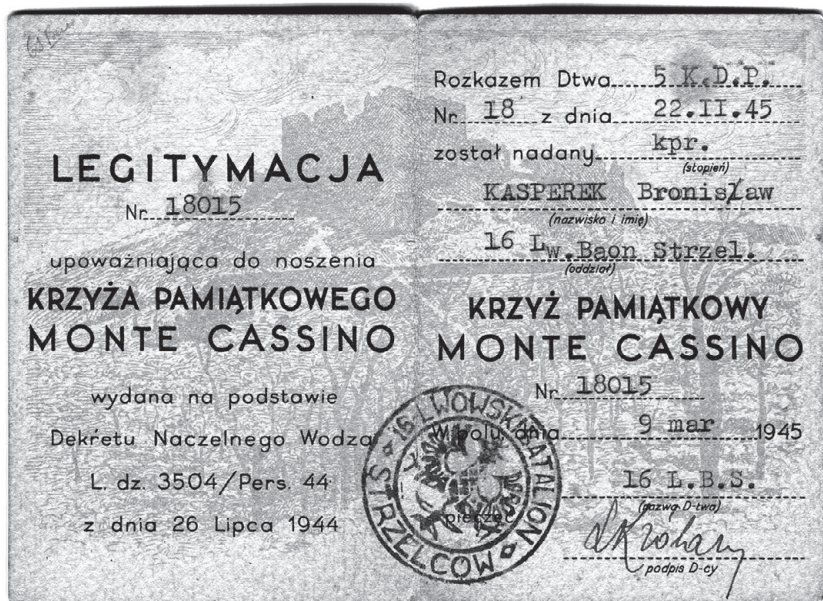 LEGITYMACJA
Nr 18015
upoważniająca do noszenia
KRZYŻA PAMIĄTKOWEGO
MONTE CASSINO
wydana na podstawie
Dekretu Naczelnego Wodza
L. dz. 3504/Pers. 44
z dnia 26 Lipca 1944
Rozkazem Dtwa 5 K.D.P.
Nr 18 z dnia 22.II.45
został nadany kpr.
(stopień)
KASPEREK Bronisław
(nazwisko i imię)
16 Lw.Baon Strzel.
(oddział)
KRZYŻ PAMIĄTKOWY
MONTE CASSINO
Nr 18015
W polu, dnia 9 mar 1945
16 L.B.S.
(nazwa D-twa)
podpis D-cy
pieczęć
16 LWOWSKI BATALION
STRZELCÓW